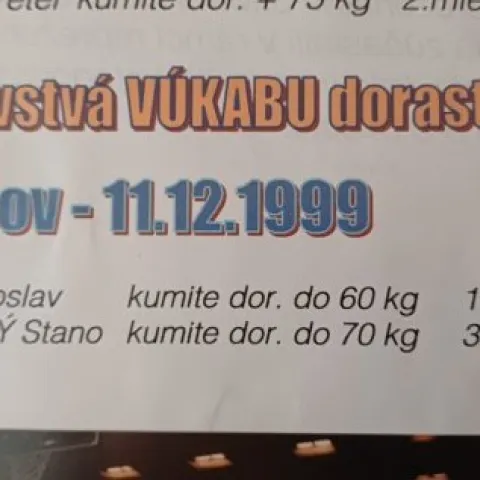 eter kumite dor. + 75 kg 2.mie
vstvá VÚKABU dorast
ov - 11.12.1999
oslav kumite dor. do 60 kg 1
Ý Stano kumite dor. do 70 kg 3